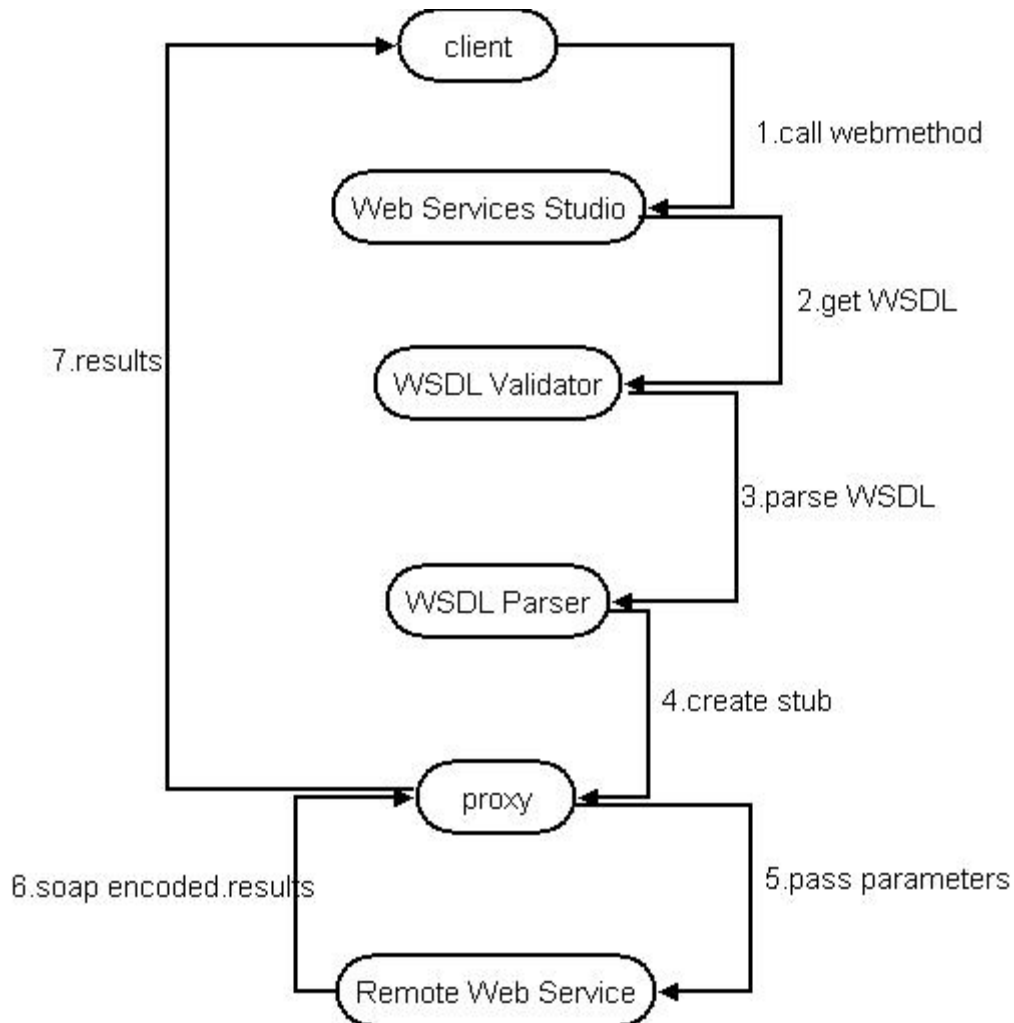 client
1.call webmethod
Web Services Studio
2.get WSDL
7.results
WSDL Validator
3.parse WSDL
WSDL Parser
4.create stub
proxy
6.soap encoded.results
5.pass parameters
Remote Web Service